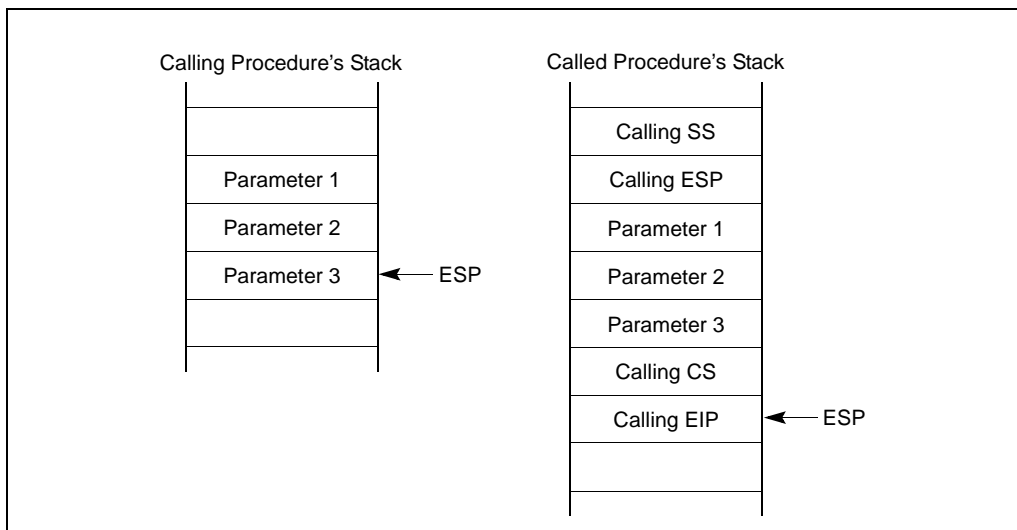 Calling Procedure’s Stack
Parameter 1
Parameter 2
Parameter 3
ESP
Called Procedure’s Stack
Calling SS
Calling ESP
Parameter 1
Parameter 2
Parameter 3
Calling CS
Calling EIP
ESP